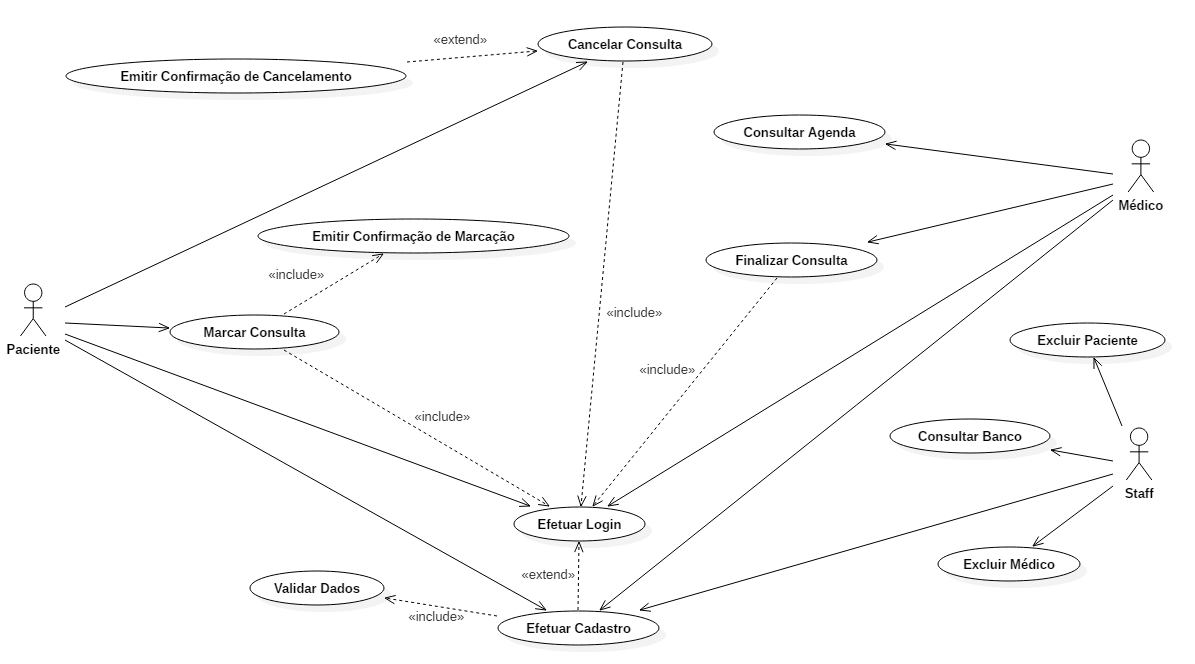 «extend»
Cancelar Consulta
Emitir Confirmação de Cancelamento
Consultar Agenda
Médico
Emitir Confirmação de Marcação
Finalizar Consulta
«include»
«include»
Marcar Consulta
Excluir Paciente
Paciente
«include»
«include»
Consultar Banco
Staff
Efetuar Login
Excluir Médico
«extend»
Validar Dados
«include»
Efetuar Cadastro